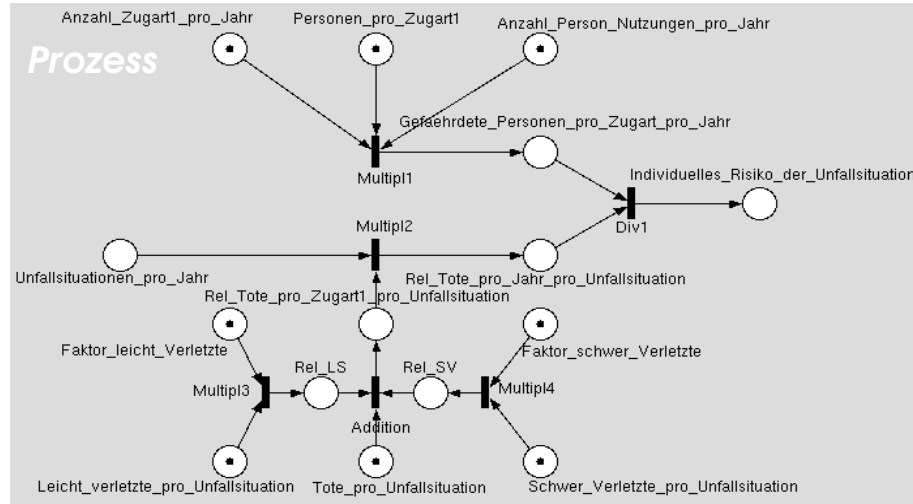 Anzahl_Zugart1_pro_Jahr
Personen_pro_Zugart1
Anzahl_Person_Nutzungen_pro_Jahr
Prozess
Gefaehrdete_Personen_pro_Zugart_pro_Jahr
Multipl1
Individuelles_Risiko_der_Unfallsituation
Multipl2
Div1
Unfallsituationen_pro_Jahr
Rel_Tote_pro_Jahr_pro_Unfallsituation
Rel_Tote_pro_Zugart1_pro_Unfallsituation
Faktor_leicht_Verletzte
Faktor_schwer_Verletzte
Rel_LS
Rel_SV
Multipl3
Multipl4
Addition
Leicht_verletzte_pro_Unfallsituation
Tote_pro_Unfallsituation
Schwer_Verletzte_pro_Unfallsituation